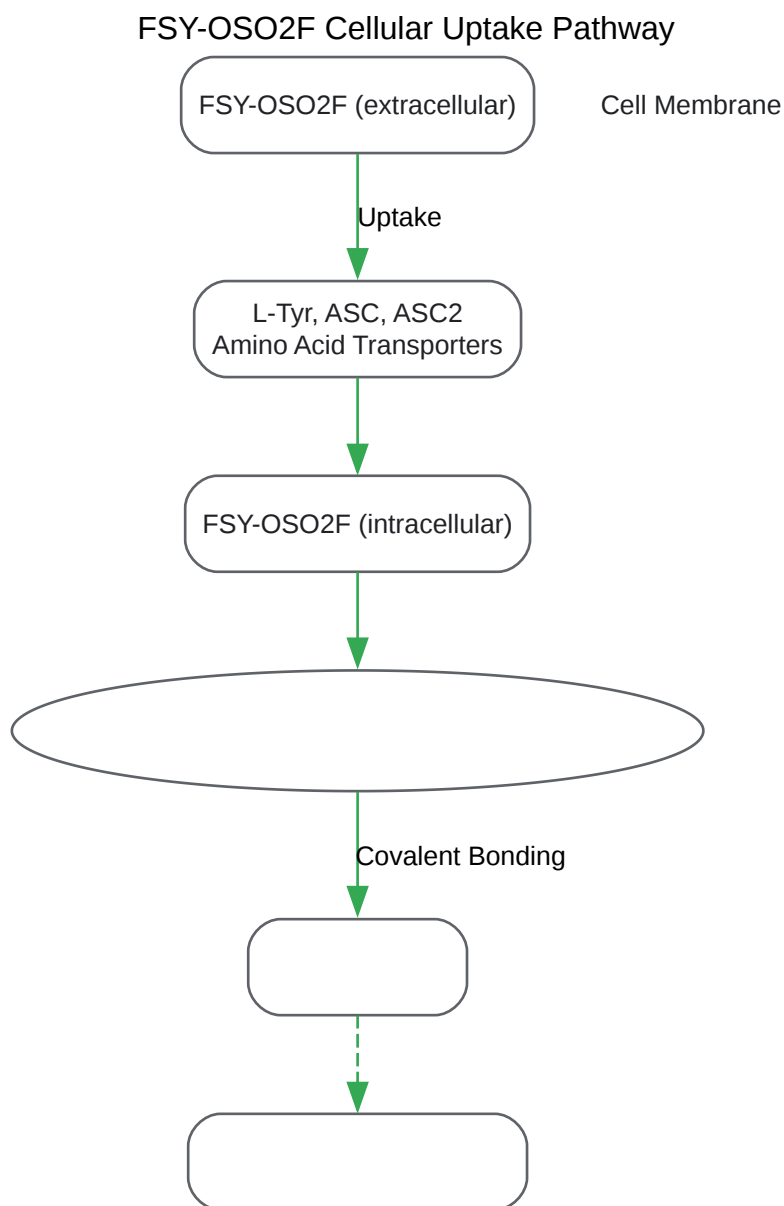 FSY-OSO2F Cellular Uptake Pathway
FSY-OSO2F (extracellular)
Cell Membrane
Uptake
L-Tyr, ASC, ASC2
Amino Acid Transporters
FSY-OSO2F (intracellular)
Covalent Bonding